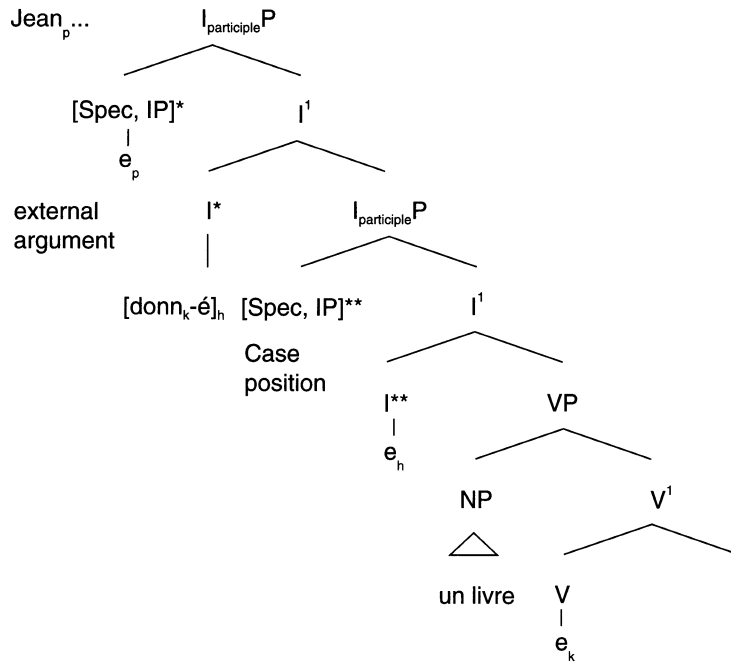 Jeanₚ... IparticipleP
[Spec, IP]* I¹
eₚ
external argument I* IparticipleP
[donnₖ-é]ₕ [Spec, IP]** I¹
Case position I** VP
eₕ
NP V¹
un livre V
eₖ